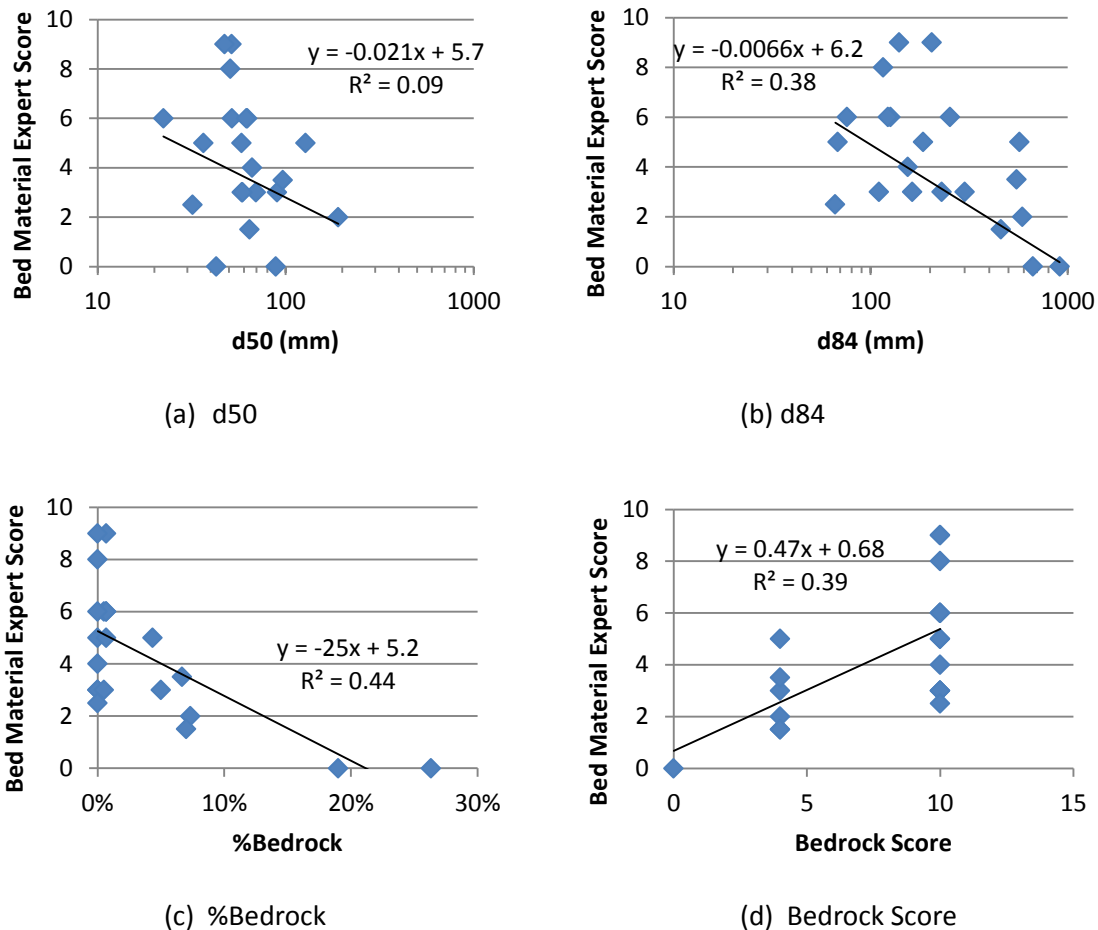 Bed Material Expert Score
10
8
6
4
2
0
y = -0.021x + 5.7
R² = 0.09
10 100 1000
d50 (mm)
(a) d50
Bed Material Expert Score
10
8
6
4
2
0
y = -0.0066x + 6.2
R² = 0.38
10 100 1000
d84 (mm)
(b) d84
Bed Material Expert Score
10
8
6
4
2
0
y = -25x + 5.2
R² = 0.44
0% 10% 20% 30%
%Bedrock
(c) %Bedrock
Bed Material Expert Score
10
8
6
4
2
0
y = 0.47x + 0.68
R² = 0.39
0 5 10 15
Bedrock Score
(d) Bedrock Score